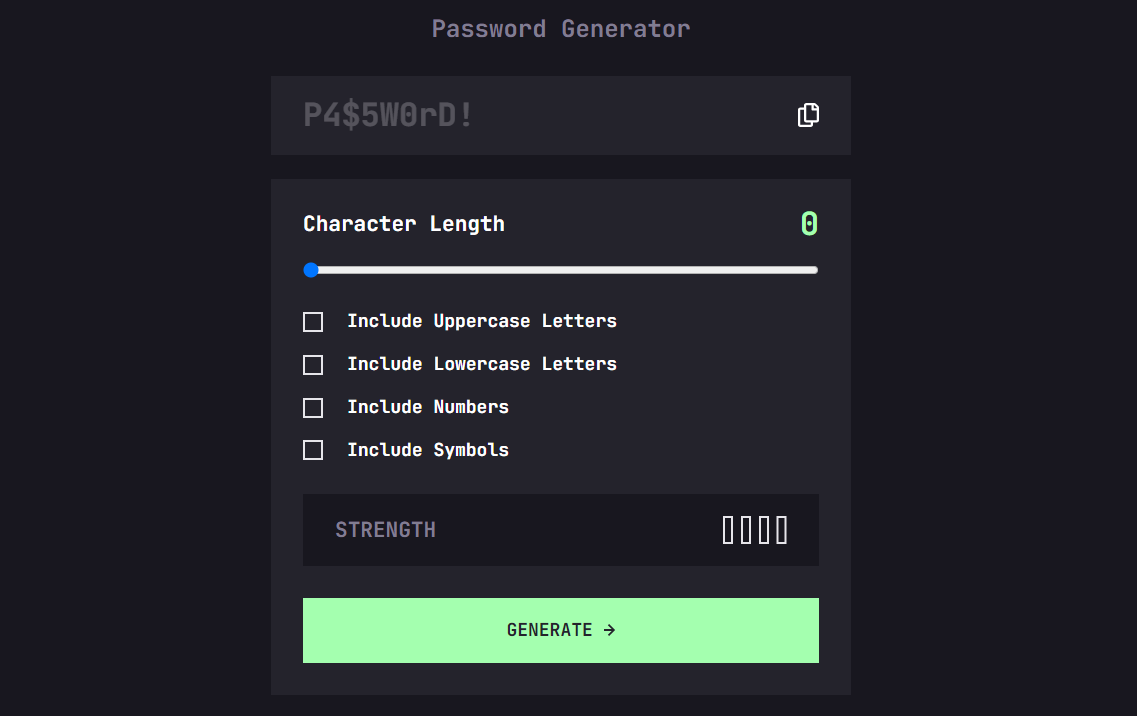 Password Generator
P4$5W0rD!
Character Length
0
Include Uppercase Letters
Include Lowercase Letters
Include Numbers
Include Symbols
STRENGTH
GENERATE →